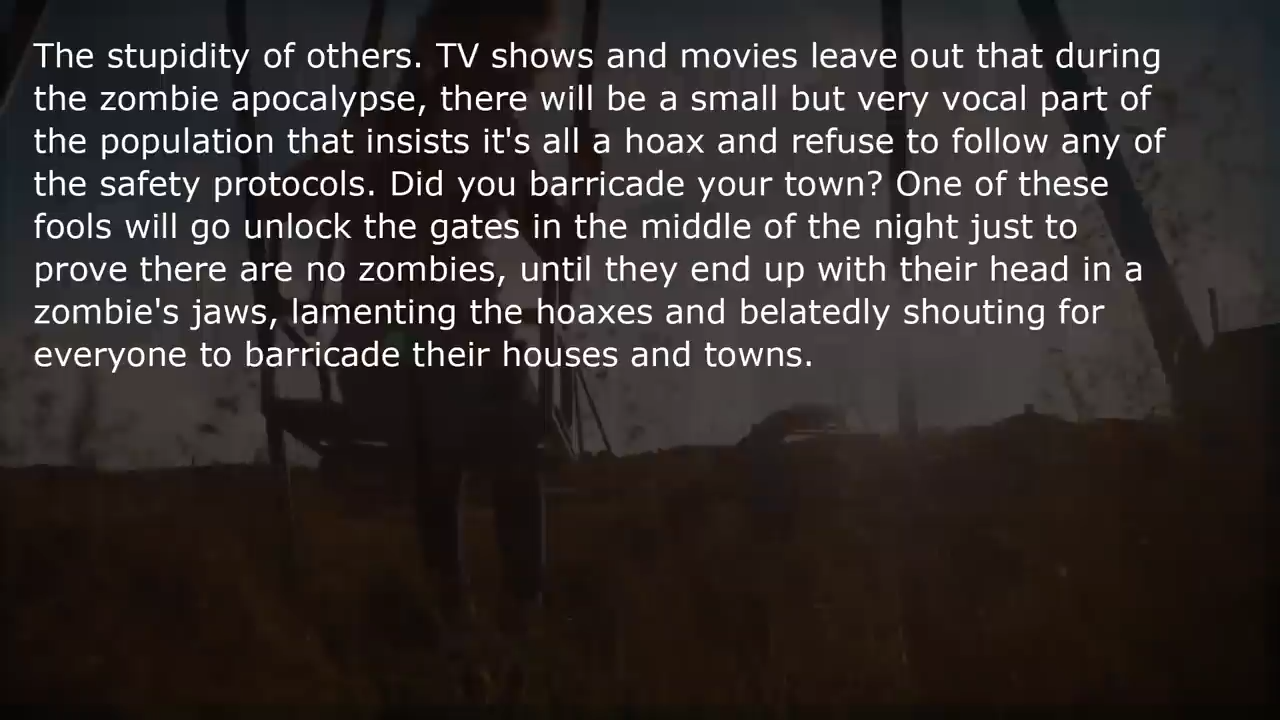 The stupidity of others. TV shows and movies leave out that during
the zombie apocalypse, there will be a small but very vocal part of
the population that insists it's all a hoax and refuse to follow any of
the safety protocols. Did you barricade your town? One of these
fools will go unlock the gates in the middle of the night just to
prove there are no zombies, until they end up with their head in a
zombie's jaws, lamenting the hoaxes and belatedly shouting for
everyone to barricade their houses and towns.